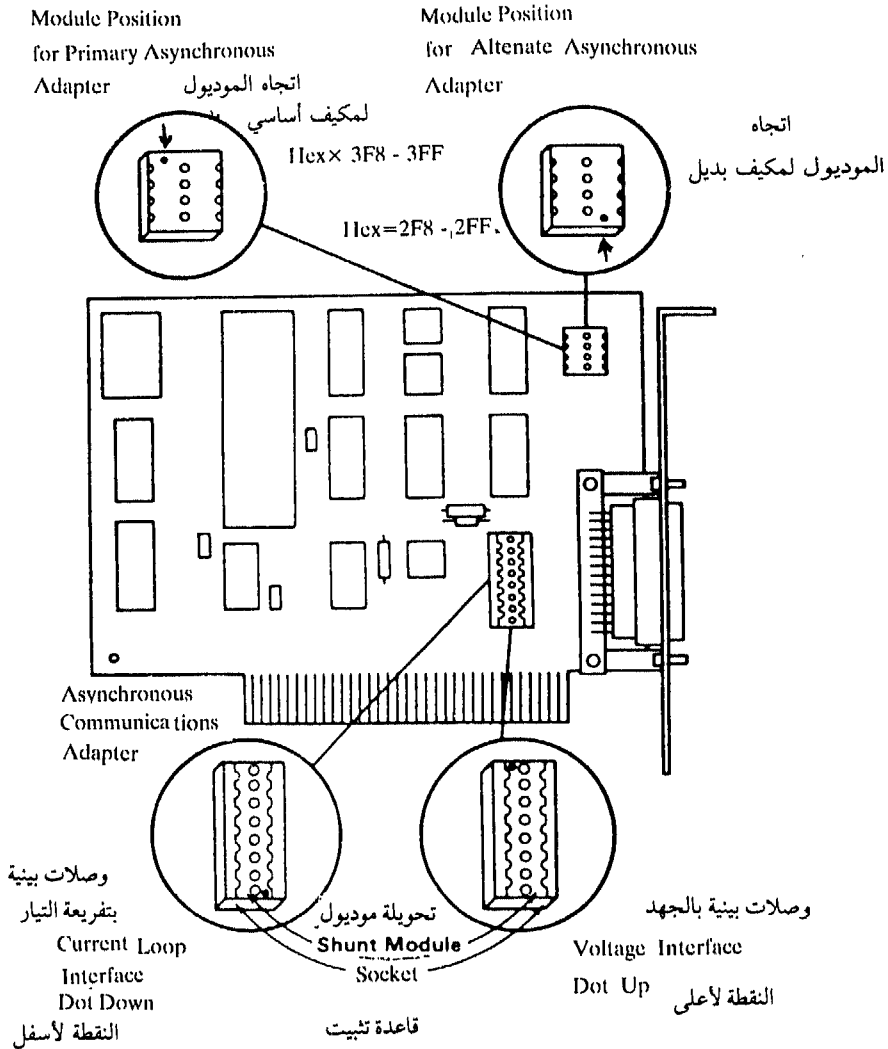 Module Position
for Primary Asynchronous
Adapter
اتجاه الموديول
لمكيف أساسي
Hex× 3F8 - 3FF
Module Position
for Altenate Asynchronous
Adapter
اتجاه
الموديول لمكيف بديل
Hex=2F8 - 2FF
Asynchronous
Communications
Adapter
وصلات بينية
بتفريعة التيار
Current Loop
Interface
Dot Down
النقطة لأسفل
تحويلة موديول
Shunt Module
Socket
قاعدة تثبيت
وصلات بينية بالجهد
Voltage Interface
Dot Up
النقطة لأعلى